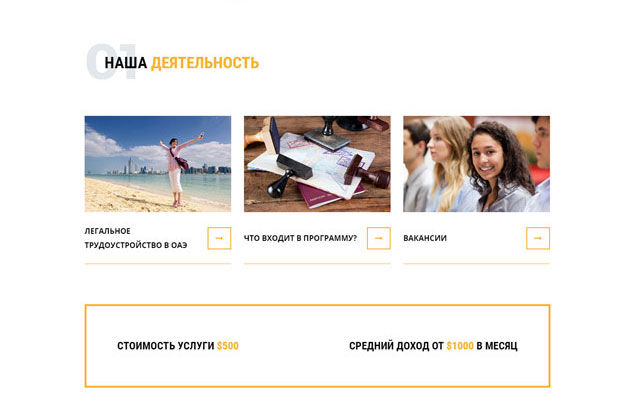 01
НАША ДЕЯТЕЛЬНОСТЬ
ЛЕГАЛЬНОЕ
ТРУДОУСТРОЙСТВО В ОАЭ
ЧТО ВХОДИТ В ПРОГРАММУ?
ВАКАНСИИ
СТОИМОСТЬ УСЛУГИ $500
СРЕДНИЙ ДОХОД ОТ $1000 В МЕСЯЦ